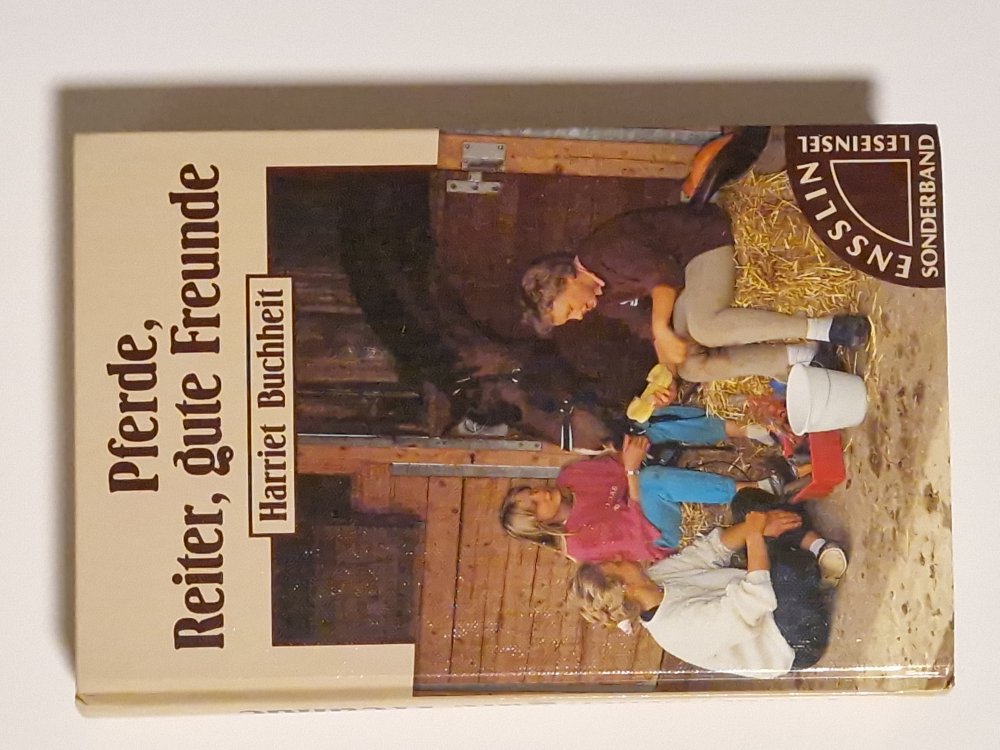 Pferde,
Reiter, gute Freunde
Harriet Buchheit
ENSSLIN
LESEINSEL
SONDERBAND